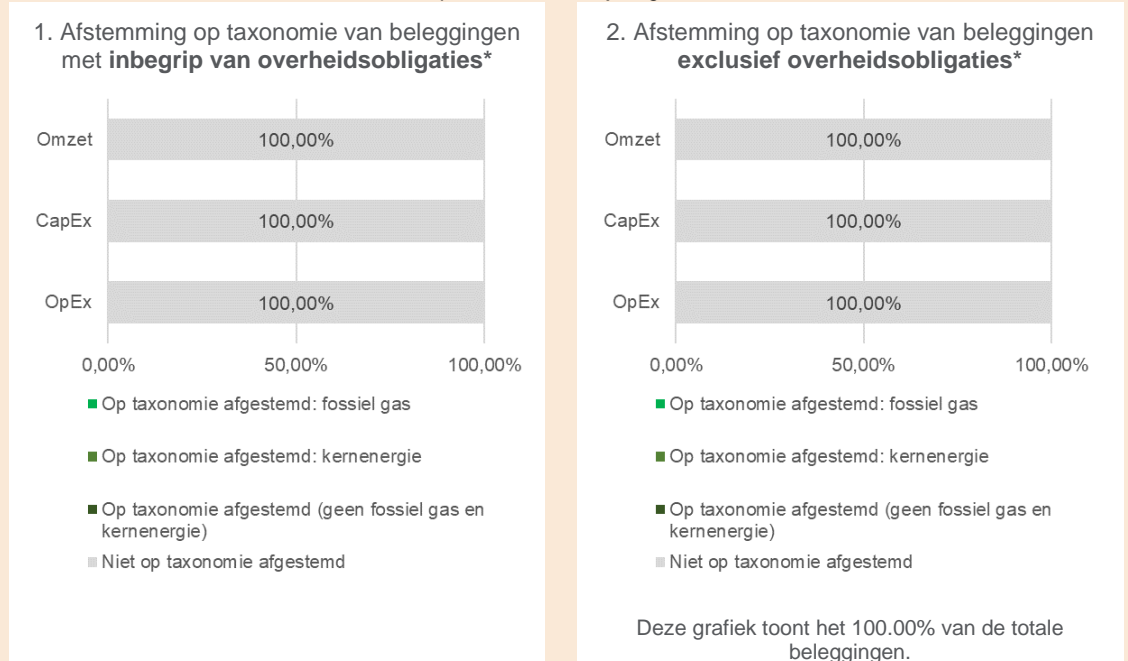 1. Afstemming op taxonomie van beleggingen
met inbegrip van overheidsobligaties*
Omzet
100,00%
CapEx
100,00%
OpEx
100,00%
0,00%
50,00%
100,00%
Op taxonomie afgestemd: fossiel gas
Op taxonomie afgestemd: kernenergie
Op taxonomie afgestemd (geen fossiel gas en
kernenergie)
Niet op taxonomie afgestemd
2. Afstemming op taxonomie van beleggingen
exclusief overheidsobligaties*
Omzet
100,00%
CapEx
100,00%
OpEx
100,00%
0,00%
50,00%
100,00%
Op taxonomie afgestemd: fossiel gas
Op taxonomie afgestemd: kernenergie
Op taxonomie afgestemd (geen fossiel gas en
kernenergie)
Niet op taxonomie afgestemd
Deze grafiek toont het 100.00% van de totale
beleggingen.